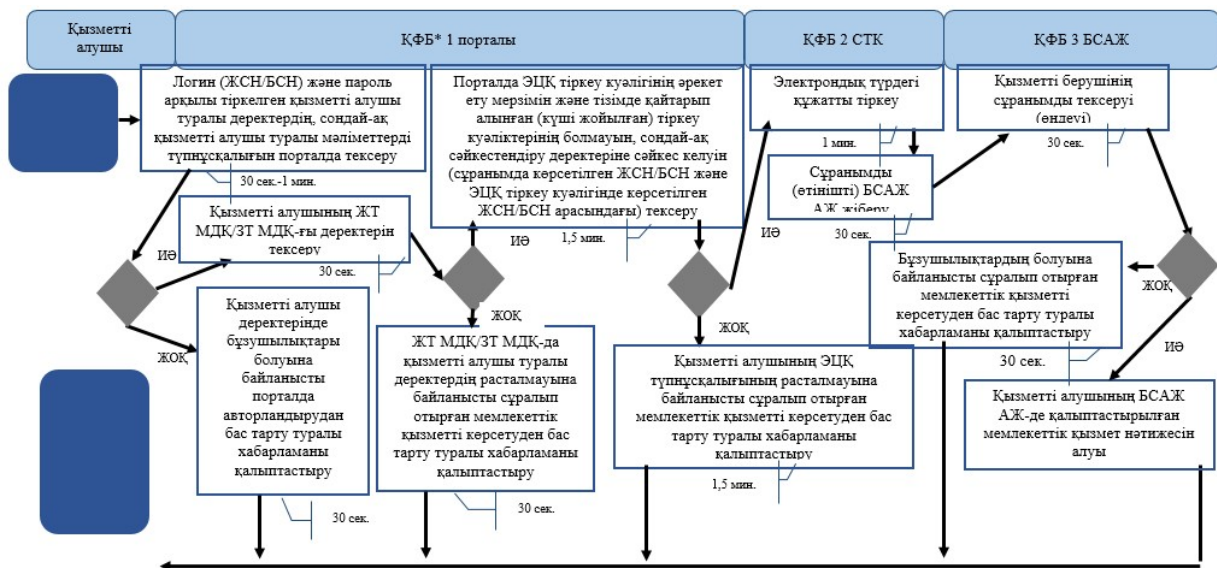 Қызметті
алушы
ҚФБ* 1 порталы
ҚФБ 2 СТК
ҚФБ 3 БСАЖ
Логин (ЖСН/БСН) және пароль
арқылы тіркелген қызметті алушы
туралы деректердің, сондай-ақ
қызметті алушы туралы мәліметтерді
түпнұсқалығын порталда тексеру
30 сек.-1 мин.
Порталда ЭЦҚ тіркеу куәлігінің әрекет
ету мерзімін және тізімде қайтарып
алынған (күші жойылған) тіркеу
куәліктерінің болмауын, сондай-ақ
сәйкестендіру деректеріне сәйкес келуін
(сұранымда көрсетілген ЖСН/БСН және
ЭЦҚ тіркеу куәлігінде көрсетілген
ЖСН/БСН арасындағы) тексеру
1,5 мин.
Электрондық түрдегі
құжатты тіркеу
1 мин.
Қызметті берушінің
сұранымды тексеруі
(өңдеуі)
30 сек.
Сұранымды
(өтінішті) БСАЖ
АЖ жіберу
30 сек.
Қызметті алушының ЖТ
МДҚ/ЗТ МДҚ-ғы деректерін
тексеру
30 сек.
ИӘ
ИӘ
ИӘ
ЖОҚ
ЖОҚ
ЖОҚ
ЖОҚ
ИӘ
Бұзушылықтардың болуына
байланысты сұралып отырған
мемлекеттік қызметті
көрсетуден бас тарту туралы
хабарламаны қалыптастыру
30 сек.
Қызметті алушы
деректерінде
бұзушылықтары
болуына
байланысты
порталда
авторландырудан
бас тарту туралы
хабарламаны
қалыптастыру
30 сек.
ЖТ МДҚ/ЗТ МДҚ-да
қызметті алушы туралы
деректердің расталмауына
байланысты сұралып отырған
мемлекеттік қызметті
көрсетуден бас
тарту туралы хабарламаны
қалыптастыру
30 сек.
Қызметті алушының ЭЦҚ
түпнұсқалығының расталмауына
байланысты сұралып отырған
мемлекеттік қызметті көрсетуден бас
тарту туралы хабарламаны
қалыптастыру
1,5 мин.
Қызметті алушының БСАЖ
АЖ-де қалыптастырылған
мемлекеттік қызмет нәтижесін
алуы